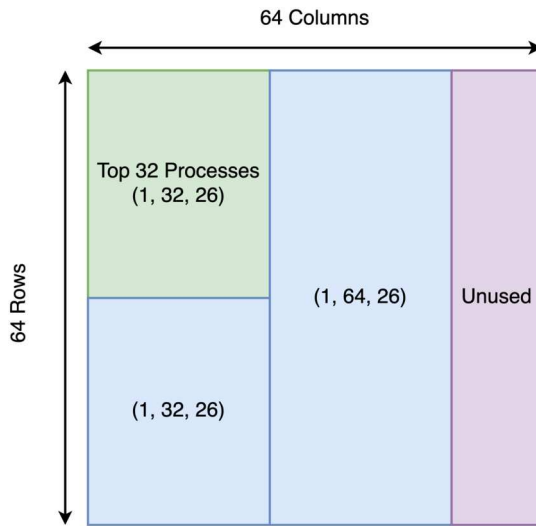 64 Columns
64 Rows
Top 32 Processes
(1, 32, 26)
(1, 64, 26)
Unused
(1, 32, 26)